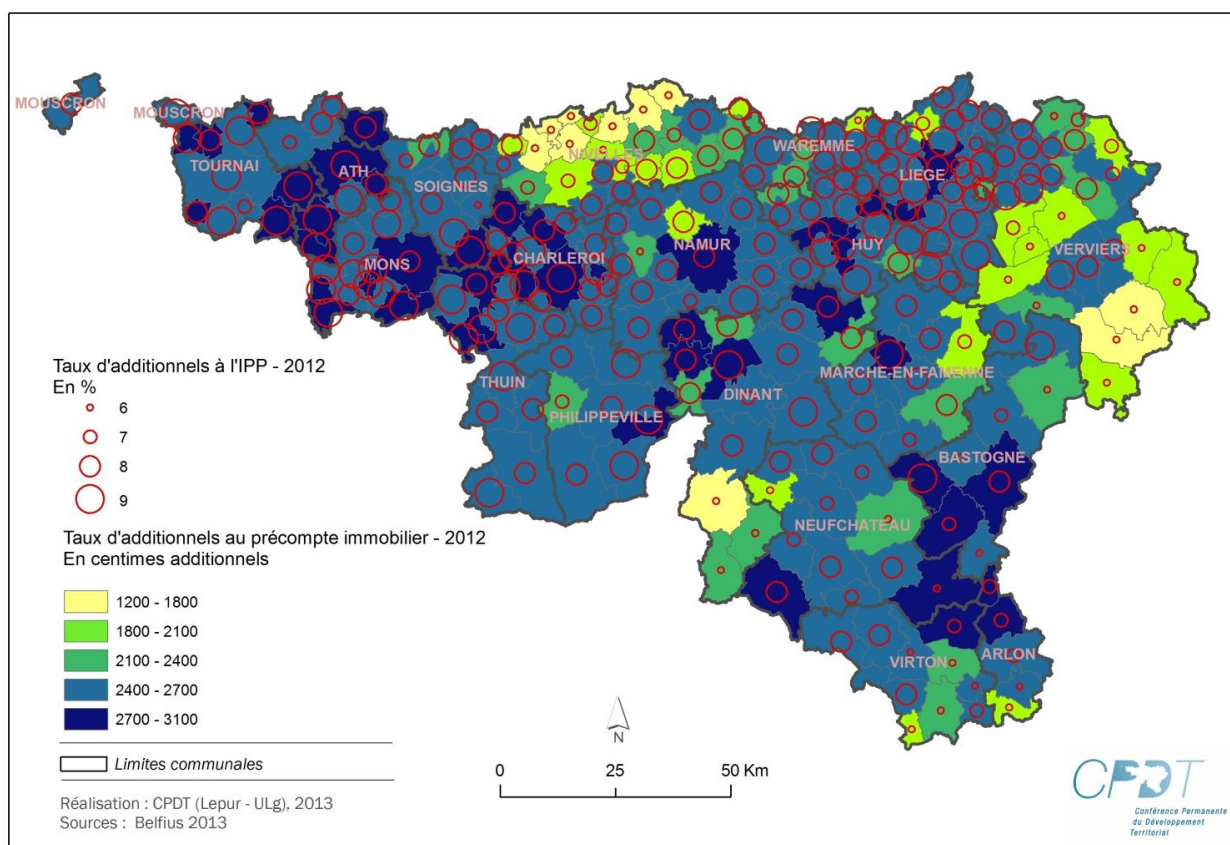 MOUSCRON
MOUSCRON
TOURNAI
ATH
SOIGNIES
NIVELLES
WAREMME
LIEGE
MONS
CHARLEROI
NAMUR
HUY
VERVIERS
THUIN
PHILIPPEVILLE
DINANT
MARCHE-EN-FAMENNE
BASTOGNE
NEUFCHATEAU
VIRTON
ARLON
Taux d'additionnels à l'IPP - 2012
En %
6
7
8
9
Taux d'additionnels au précompte immobilier - 2012
En centimes additionnels
1200 - 1800
1800 - 2100
2100 - 2400
2400 - 2700
2700 - 3100
Limites communales
Réalisation : CPDT (Lepur - ULg), 2013
Sources : Belfius 2013
N
0 25 50 Km
CPDT
Conférence Permanente
du Développement
Territorial